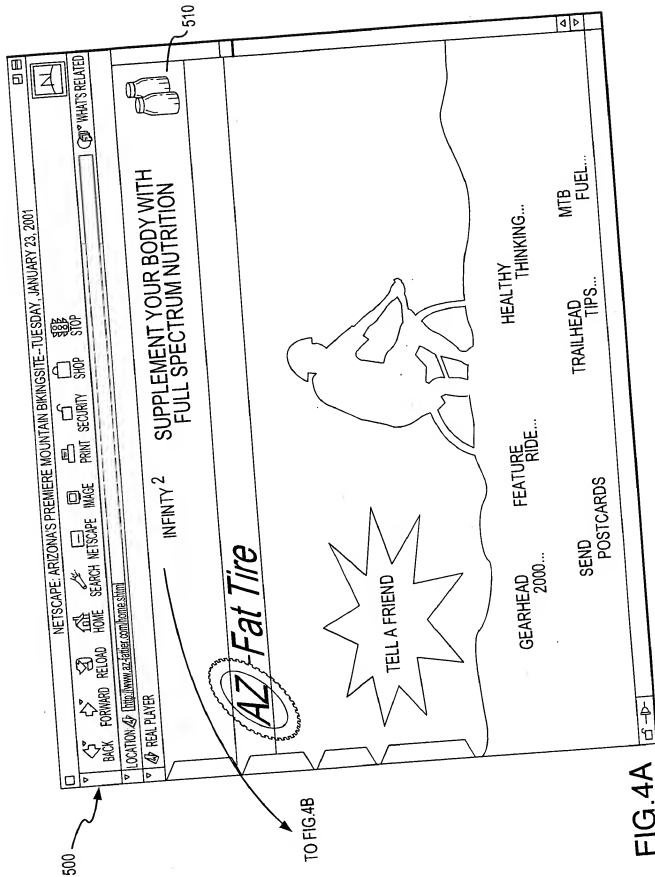 NETSCAPE: ARIZONA'S PREMIERE MOUNTAIN BIKINGSITE--TUESDAY, JANUARY 23, 2001
BACK FORWARD RELOAD HOME SEARCH NETSCAPE IMAGE PRINT SECURITY SHOP STOP
N
LOCATION http://www.az-fattier.com/home.shtml
WHAT'S RELATED
REAL PLAYER
INFINTY 2
SUPPLEMENT YOUR BODY WITH
FULL SPECTRUM NUTRITION
510
500
AZ-Fat Tire
TO FIG.4B
TELL A FRIEND
GEARHEAD
2000...
FEATURE
RIDE...
HEALTHY
THINKING...
SEND
POSTCARDS
TRAILHEAD
TIPS...
MTB
FUEL...
FIG.4A